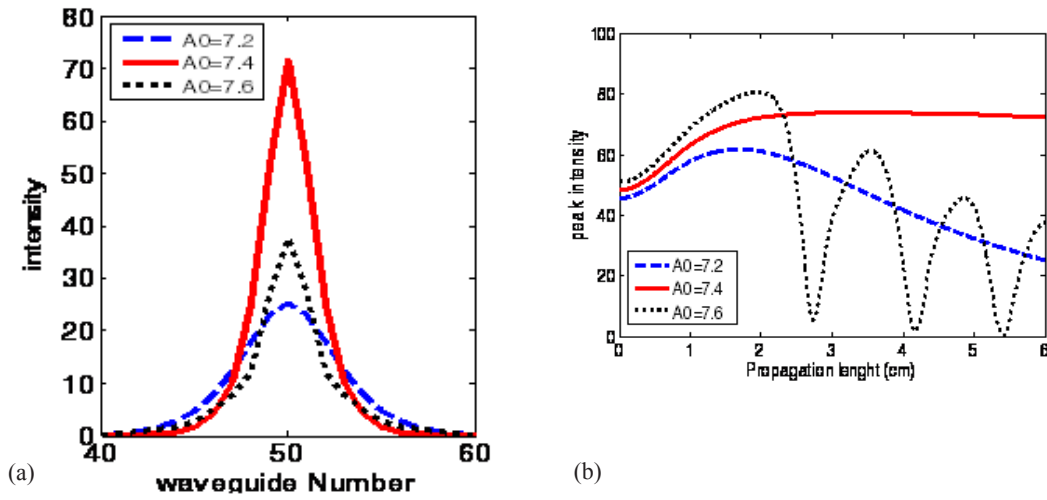 80
70
60
50
40
30
20
10
0
40
50
60
intensity
waveguide Number
A0=7.2
A0=7.4
A0=7.6
(a)
100
80
60
40
20
0
0
1
2
3
4
5
6
peak intensity
Propagation lenght (cm)
A0=7.2
A0=7.4
A0=7.6
(b)